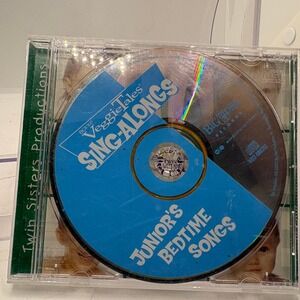 VeggieTales
SING-ALONGS
JUNIOR'S
BEDTIME
SONGS
Twin Sisters Productions